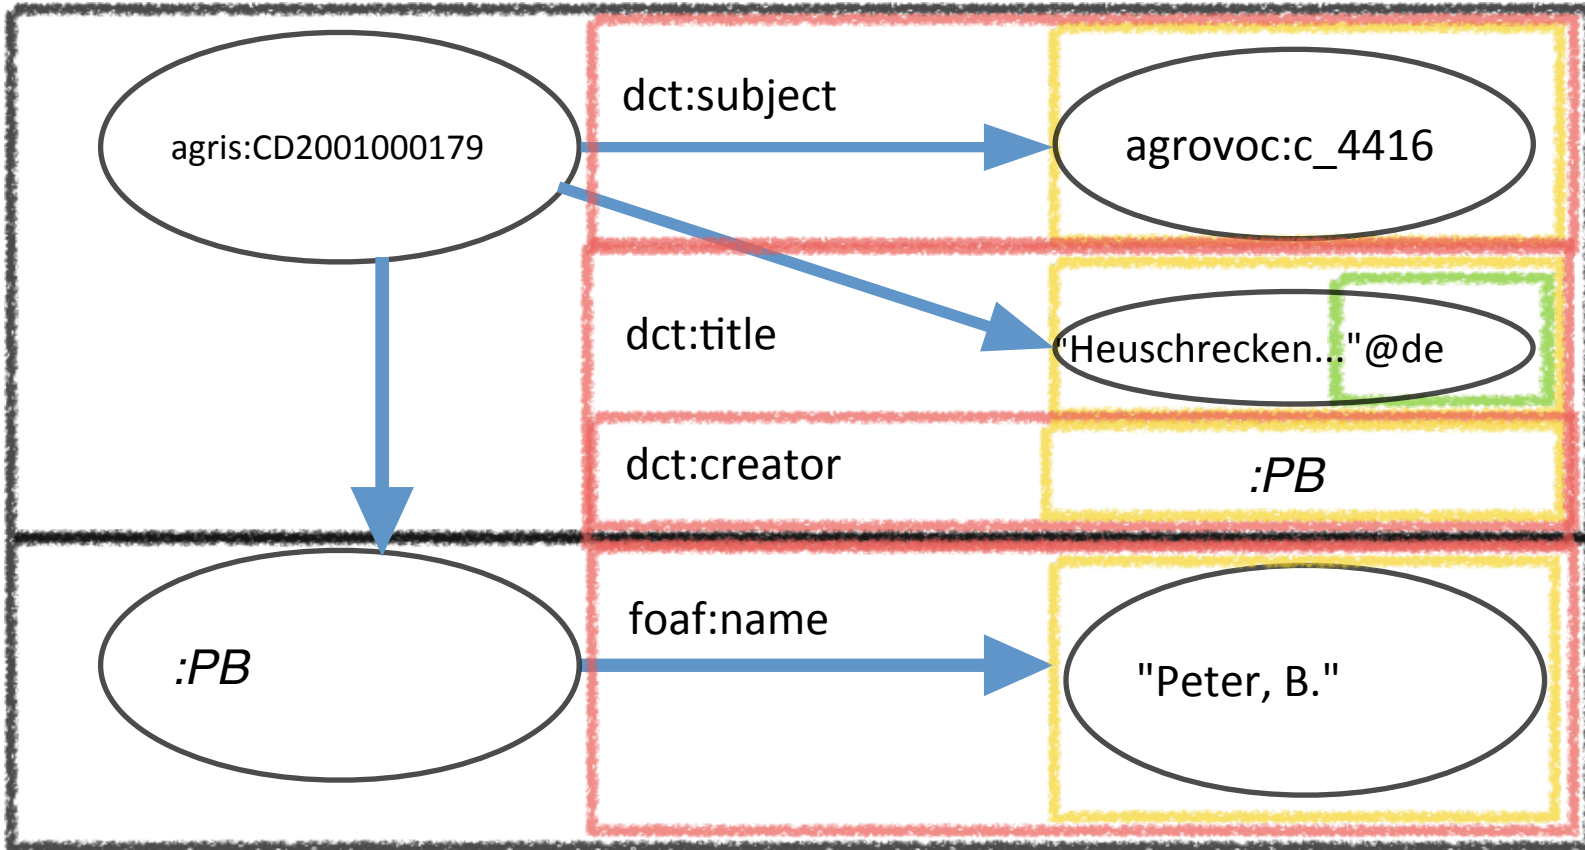 dct:subject
agris:CD2001000179
agrovoc:c_4416
dct:title
"Heuschrecken..."@de
dct:creator
:PB
foaf:name
:PB
"Peter, B."